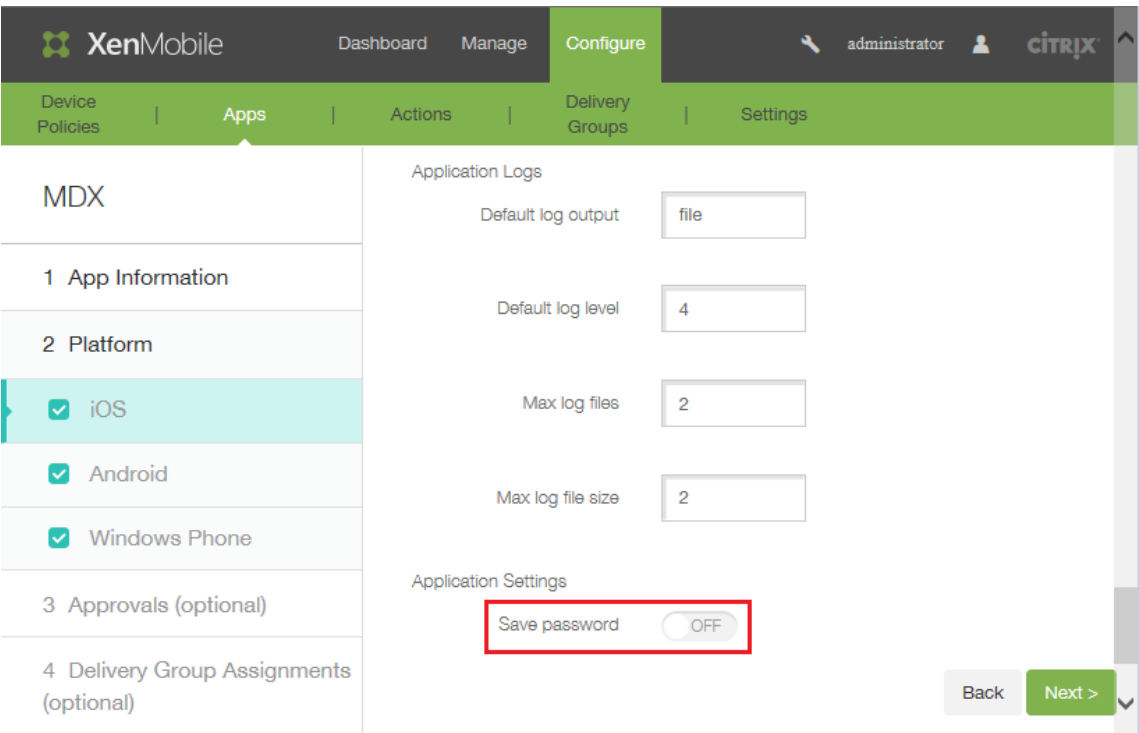 XenMobile
Dashboard
Manage
Configure
administrator
CİTRIX
Device
Policies
|
Apps
|
Actions
|
Delivery
Groups
|
Settings
MDX
1 App Information
2 Platform
iOS
Android
Windows Phone
3 Approvals (optional)
4 Delivery Group Assignments
(optional)
Application Logs
Default log output
file
Default log level
4
Max log files
2
Max log file size
2
Application Settings
Save password
OFF
Back
Next >